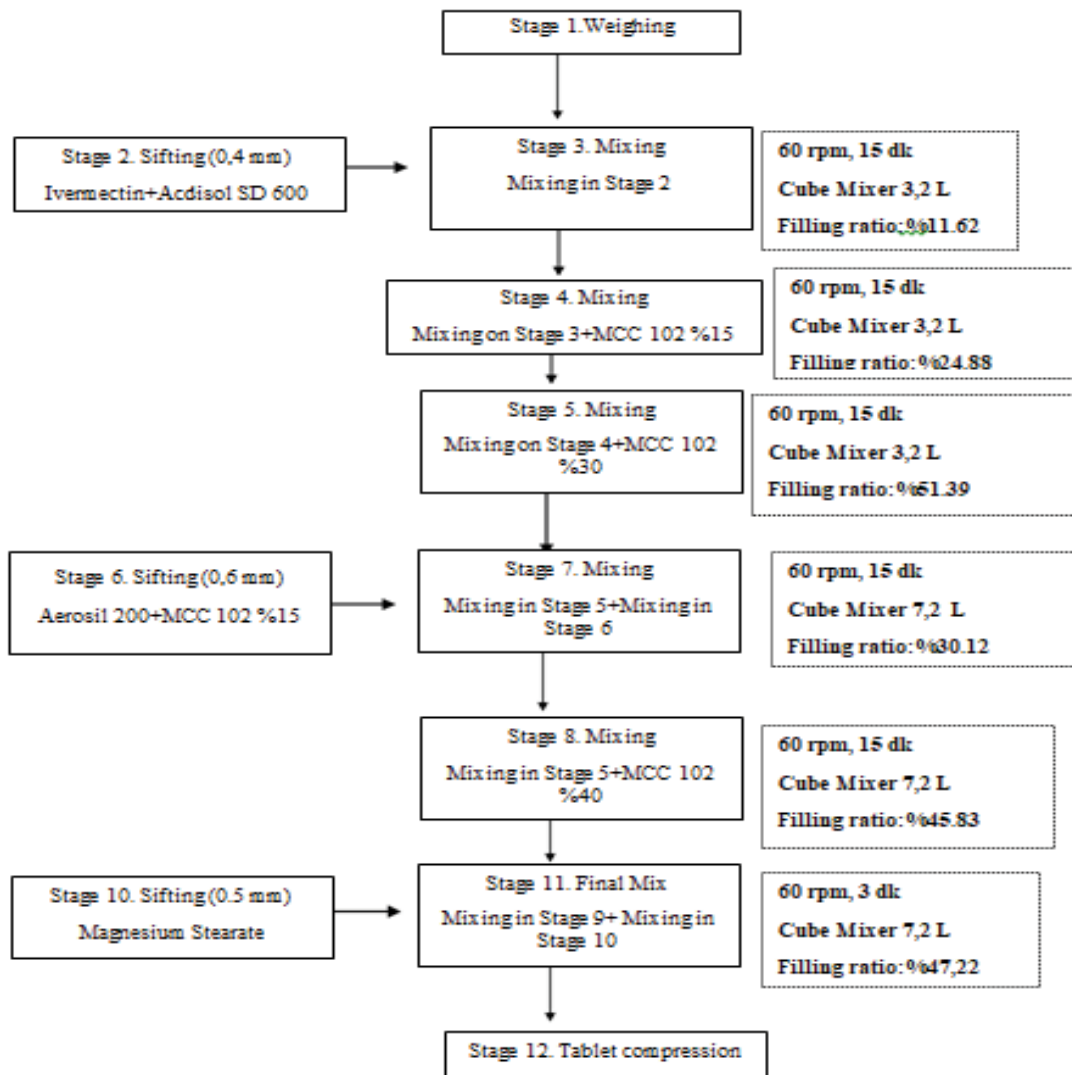 Stage 1.Weighing
Stage 2. Sifting (0,4 mm)
Ivermectin+Acdisol SD 600
Stage 3. Mixing
Mixing in Stage 2
60 rpm, 15 dk
Cube Mixer 3,2 L
Filling ratio:%11.62
Stage 4. Mixing
Mixing on Stage 3+MCC 102 %15
60 rpm, 15 dk
Cube Mixer 3,2 L
Filling ratio: %24.88
Stage 5. Mixing
Mixing on Stage 4+MCC 102
%30
60 rpm, 15 dk
Cube Mixer 3,2 L
Filling ratio: %51.39
Stage 6. Sifting (0,6 mm)
Aerosil 200+MCC 102 %15
Stage 7. Mixing
Mixing in Stage 5+Mixing in
Stage 6
60 rpm, 15 dk
Cube Mixer 7,2 L
Filling ratio: %30.12
Stage 8. Mixing
Mixing in Stage 5+MCC 102
%40
60 rpm, 15 dk
Cube Mixer 7,2 L
Filling ratio: %45.83
Stage 10. Sifting (0.5 mm)
Magnesium Stearate
Stage 11. Final Mix
Mixing in Stage 9+ Mixing in
Stage 10
60 rpm, 3 dk
Cube Mixer 7,2 L
Filling ratio: %47,22
Stage 12. Tablet compression